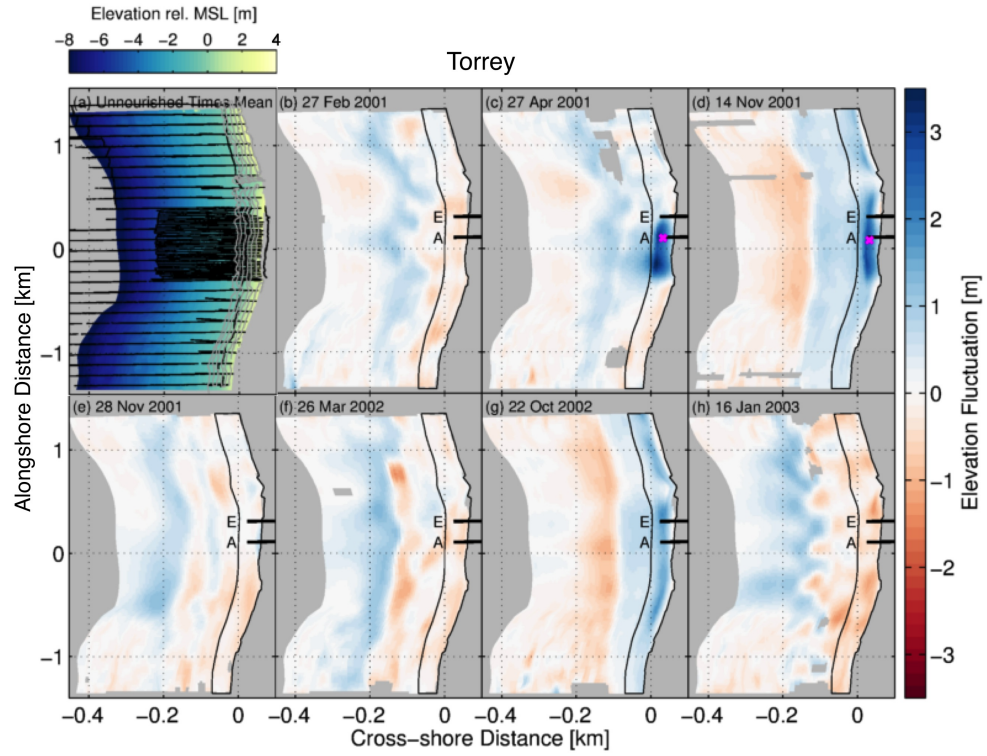 Elevation rel. MSL [m]
−8 −6 −4 −2 0 2 4
Torrey
(a) Unnourished Times Mean
(b) 27 Feb 2001
(c) 27 Apr 2001
(d) 14 Nov 2001
1
0
−1
E
A
E
A
E
A
3
2
1
0
−1
−2
−3
Elevation Fluctuation [m]
Alongshore Distance [km]
(e) 28 Nov 2001
(f) 26 Mar 2002
(g) 22 Oct 2002
(h) 16 Jan 2003
1
0
−1
E
A
E
A
E
A
E
A
−0.4 −0.2 0 −0.4 −0.2 0 −0.4 −0.2 0 −0.4 −0.2 0
Cross−shore Distance [km]